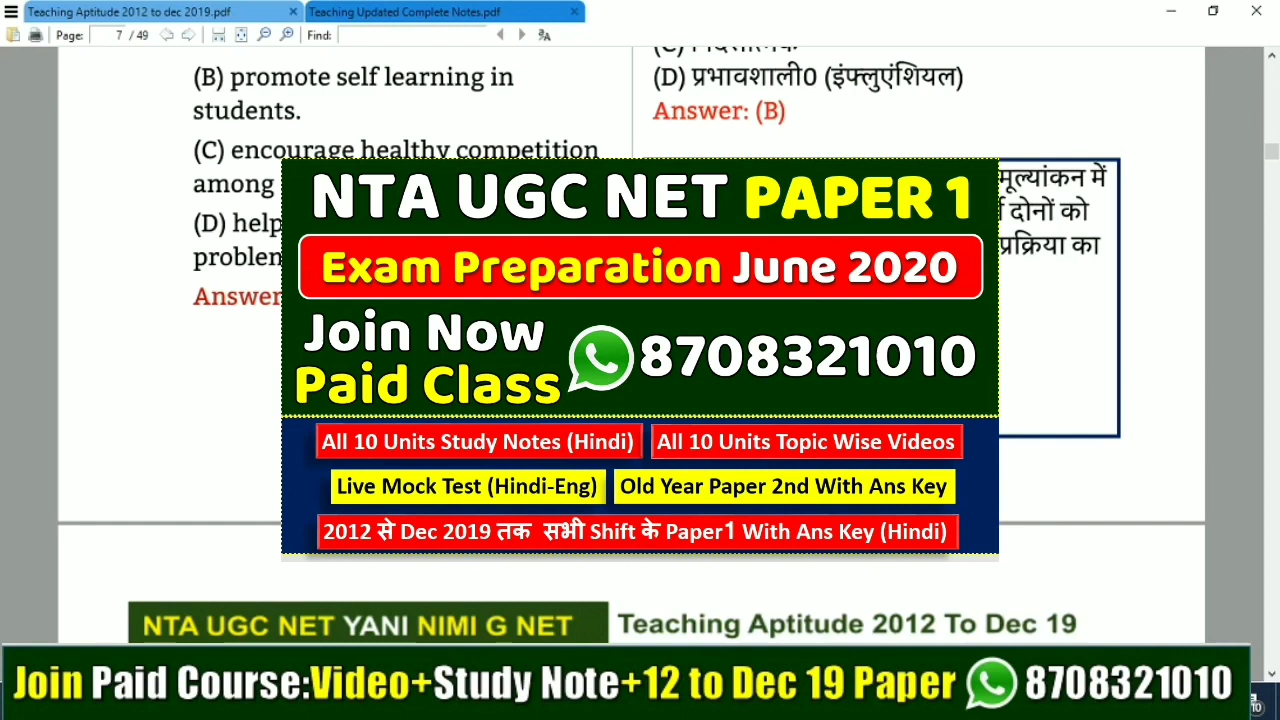 Teaching Aptitude 2012 to dec 2019.pdf
Teaching Updated Complete Notes.pdf
Page: 7 / 49 Find:
(B) promote self learning in
students.
(C) encourage healthy competition
among
(D) help
problem
Answer
(D) प्रभावशाली0 (इंफ्लुएंशियल)
Answer: (B)
मूल्यांकन में
दोनों को
प्रक्रिया का
NTA UGC NET PAPER 1
Exam Preparation June 2020
Join Now
Paid Class
8708321010
All 10 Units Study Notes (Hindi)
All 10 Units Topic Wise Videos
Live Mock Test (Hindi-Eng)
Old Year Paper 2nd With Ans Key
2012 से Dec 2019 तक सभी Shift के Paper1 With Ans Key (Hindi)
NTA UGC NET YANI NIMI G NET
Teaching Aptitude 2012 To Dec 19
Join Paid Course:Video+Study Note+12 to Dec 19 Paper 8708321010